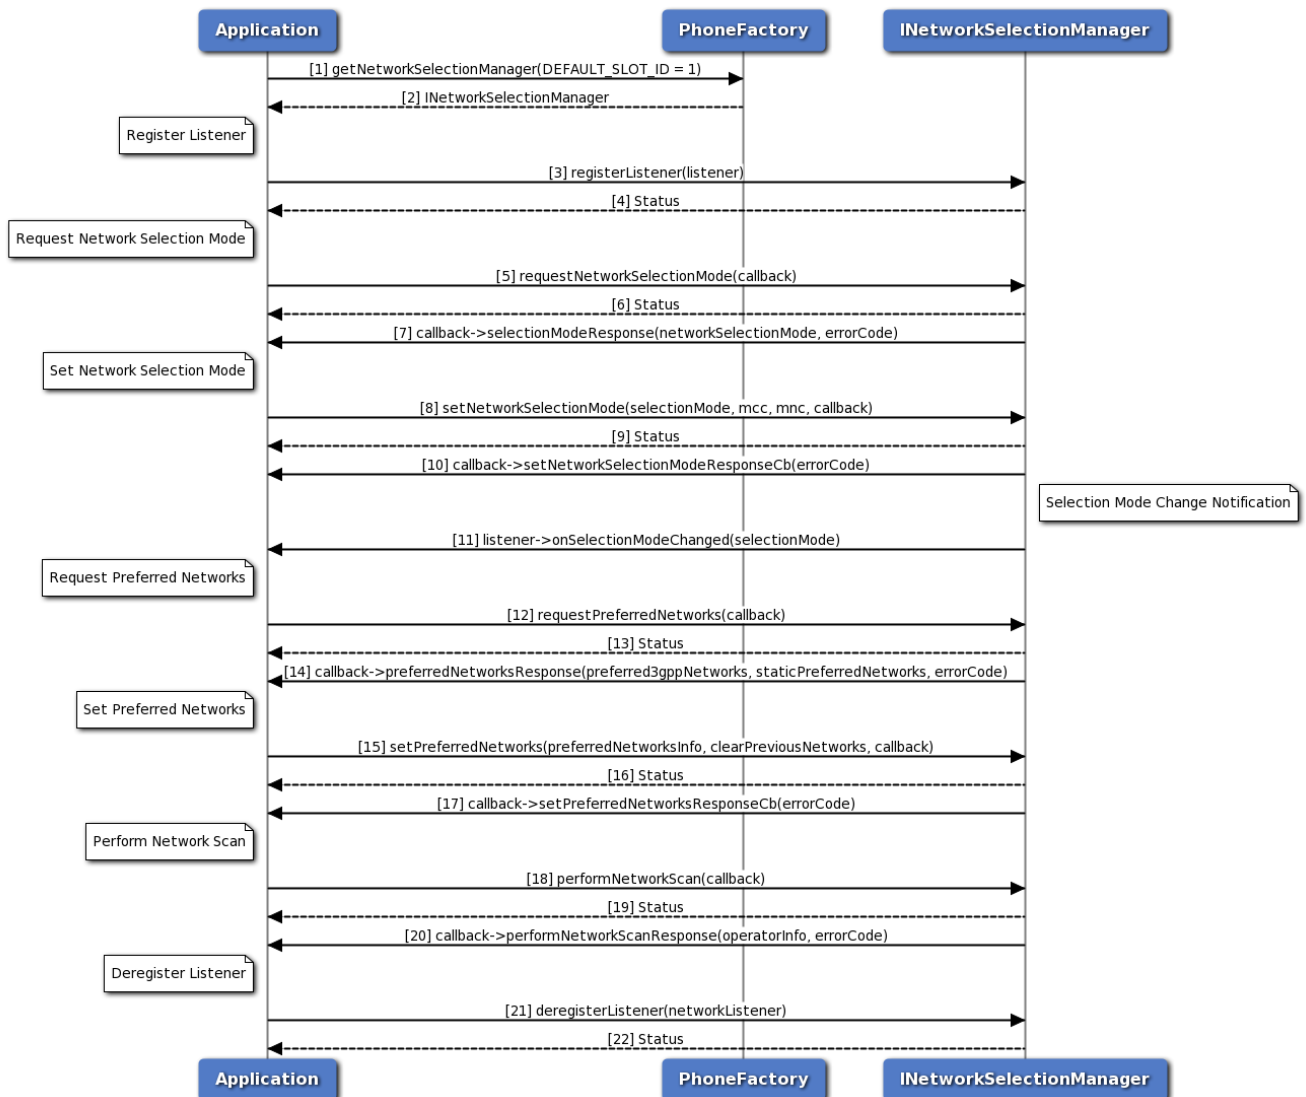 Application
PhoneFactory
INetworkSelectionManager
[1] getNetworkSelectionManager(DEFAULT_SLOT_ID = 1)
[2] INetworkSelectionManager
Register Listener
[3] registerListener(listener)
[4] Status
Request Network Selection Mode
[5] requestNetworkSelectionMode(callback)
[6] Status
[7] callback->selectionModeResponse(networkSelectionMode, errorCode)
Set Network Selection Mode
[8] setNetworkSelectionMode(selectionMode, mcc, mnc, callback)
[9] Status
[10] callback->setNetworkSelectionModeResponseCb(errorCode)
Selection Mode Change Notification
[11] listener->onSelectionModeChanged(selectionMode)
Request Preferred Networks
[12] requestPreferredNetworks(callback)
[13] Status
[14] callback->preferredNetworksResponse(preferred3gppNetworks, staticPreferredNetworks, errorCode)
Set Preferred Networks
[15] setPreferredNetworks(preferredNetworksInfo, clearPreviousNetworks, callback)
[16] Status
[17] callback->setPreferredNetworksResponseCb(errorCode)
Perform Network Scan
[18] performNetworkScan(callback)
[19] Status
[20] callback->performNetworkScanResponse(operatorInfo, errorCode)
Deregister Listener
[21] deregisterListener(networkListener)
[22] Status
Application
PhoneFactory
INetworkSelectionManager